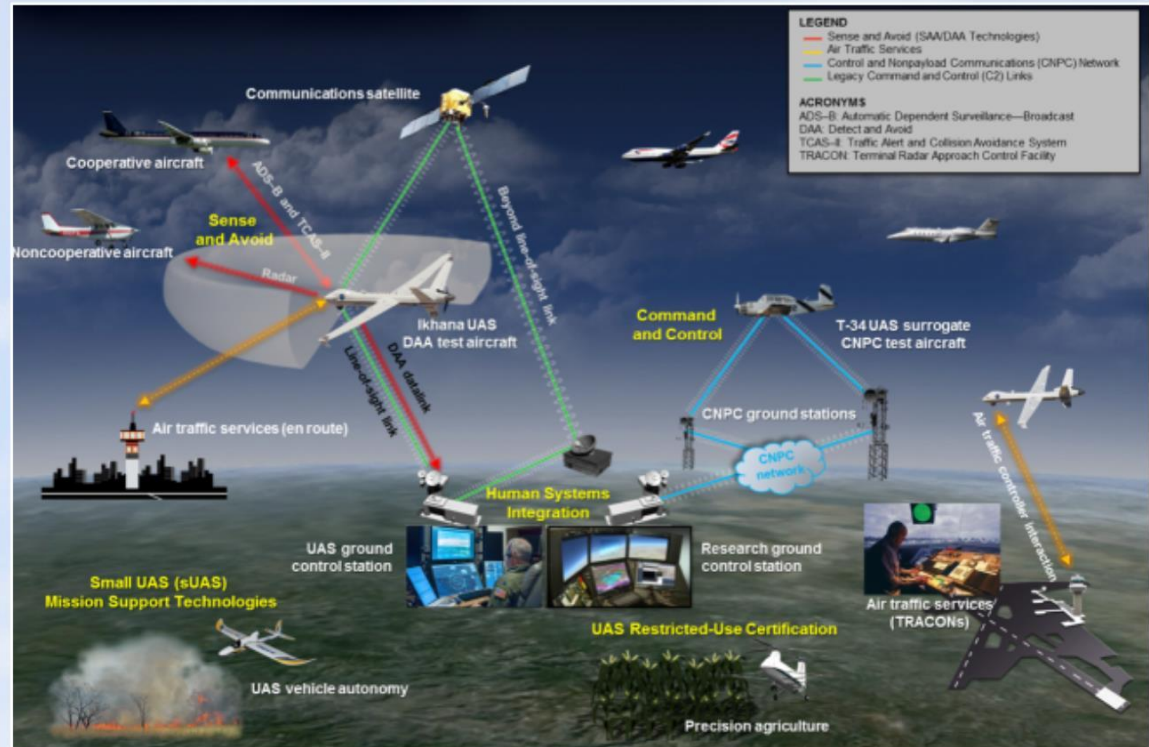 LEGEND
Sense and Avoid (SAA/DAA Technologies)
Air Traffic Services
Control and Nonpayload Communications (CNPC) Network
Legacy Command and Control (C2) Links
ACRONYMS
ADS–B: Automatic Dependent Surveillance—Broadcast
DAA: Detect and Avoid
TCAS–II: Traffic Alert and Collision Avoidance System
TRACON: Terminal Radar Approach Control Facility
Communications satellite
Cooperative aircraft
ADS–B and TCAS–II
Beyond line-of-sight link
Sense
and Avoid
Noncooperative aircraft
Radar
Ikhana UAS
DAA test aircraft
Command
and Control
T-34 UAS surrogate
CNPC test aircraft
DAA datalink
Line-of-sight link
Air traffic services (en route)
CNPC ground stations
CNPC
network
Air traffic controller interaction
Human Systems
Integration
UAS ground
control station
Research ground
control station
Air traffic services
(TRACONs)
Small UAS (sUAS)
Mission Support Technologies
UAS vehicle autonomy
UAS Restricted-Use Certification
Precision agriculture